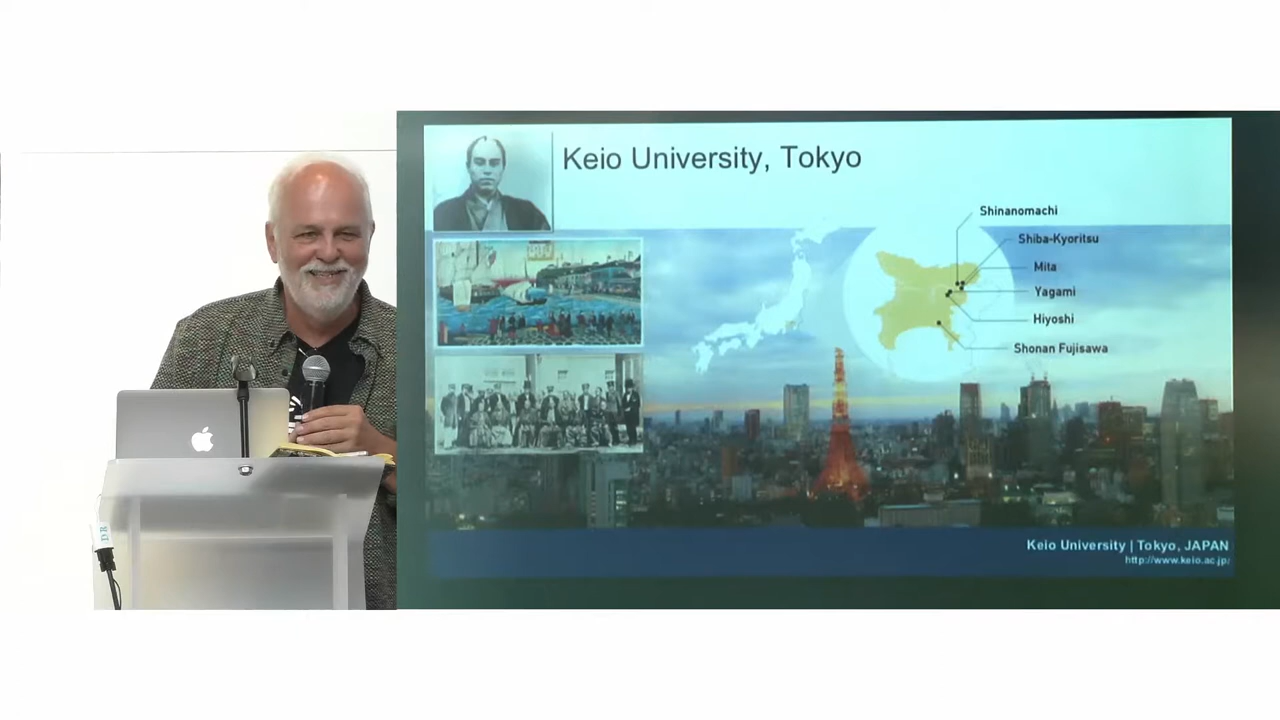 Keio University, Tokyo
Shinanomachi
Shiba-Kyoritsu
Mita
Yagami
Hiyoshi
Shonan Fujisawa
Keio University | Tokyo, JAPAN
http://www.keio.ac.jp/
DR